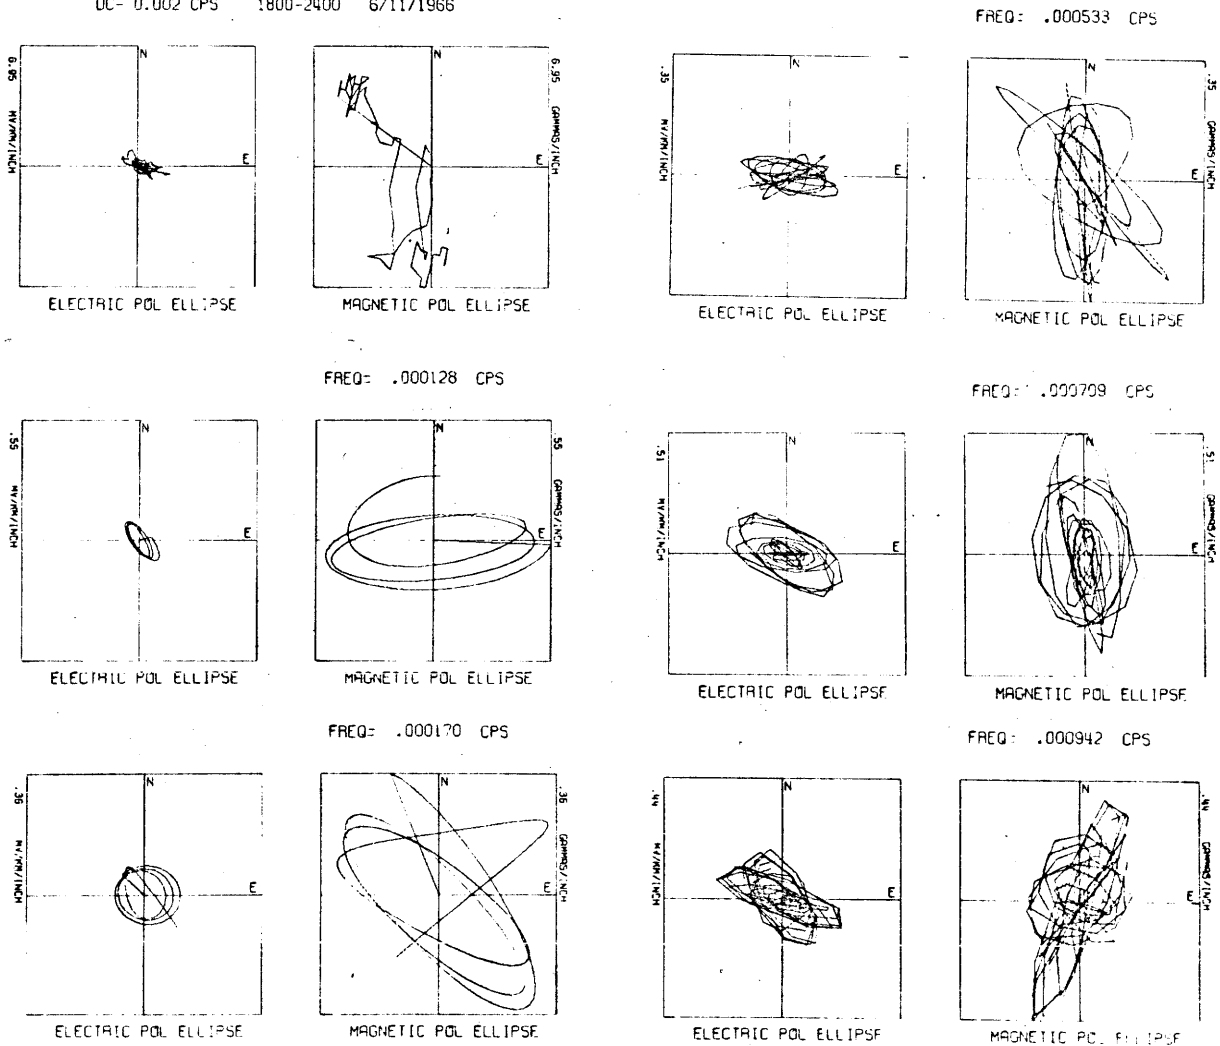 DC- 0.002 CPS 1800-2400 6/11/1966
6.95 MV/KM/INCH
N
E
ELECTRIC POL ELLIPSE
6.95 GAMMAS/INCH
N
E
MAGNETIC POL ELLIPSE
FREQ= .000128 CPS
.55 MV/KM/INCH
N
ELECTRIC POL ELLIPSE
.55 GAMMAS/INCH
N
E
MAGNETIC POL ELLIPSE
FREQ= .000170 CPS
.36 MV/KM/INCH
N
E
ELECTRIC POL ELLIPSE
.36 GAMMAS/INCH
N
E
MAGNETIC POL ELLIPSE
FREQ= .000533 CPS
.35 MV/KM/INCH
N
E
ELECTRIC POL ELLIPSE
.35 GAMMAS/INCH
N
E
MAGNETIC POL ELLIPSE
FREQ= .000709 CPS
.51 MV/KM/INCH
N
E
ELECTRIC POL ELLIPSE
.51 GAMMAS/INCH
N
E
MAGNETIC POL ELLIPSE
FREQ= .000942 CPS
.44 MV/KM/INCH
N
E
ELECTRIC POL ELLIPSE
.44 GAMMAS/INCH
N
E
MAGNETIC POL ELLIPSE